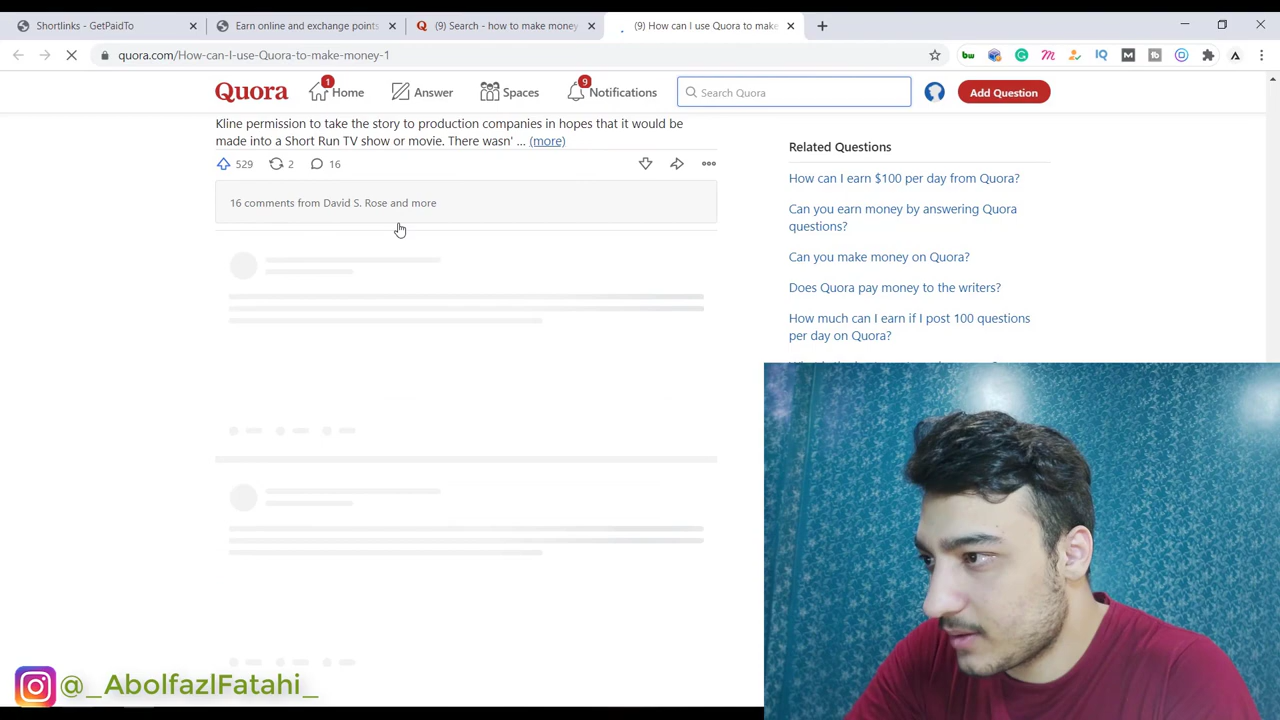 Shortlinks - GetPaidTo
Earn online and exchange points
(9) Search - how to make money
(9) How can I use Quora to make
quora.com/How-can-I-use-Quora-to-make-money-1
Quora
1
Home
Answer
Spaces
9
Notifications
Search Quora
Add Question
Kline permission to take the story to production companies in hopes that it would be
made into a Short Run TV show or movie. There wasn' ... (more)
529
2
16
16 comments from David S. Rose and more
Related Questions
How can I earn $100 per day from Quora?
Can you earn money by answering Quora
questions?
Can you make money on Quora?
Does Quora pay money to the writers?
How much can I earn if I post 100 questions
per day on Quora?
@_AbolfazlFatahi_